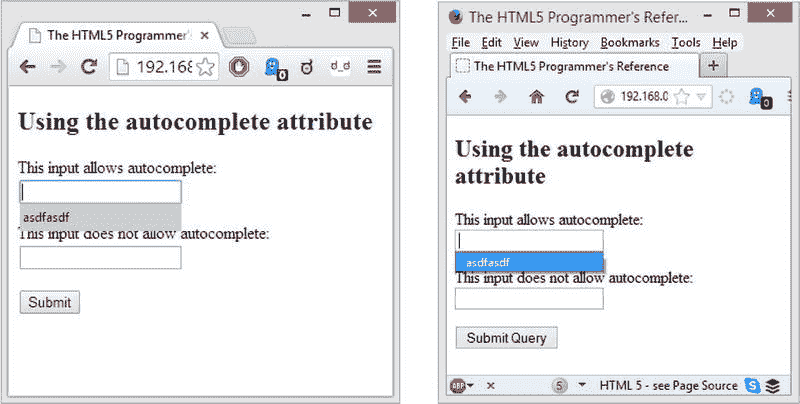 The HTML5 Programmer's
192.168
0
d_d
Using the autocomplete attribute
This input allows autocomplete:
asdfasdf
This input does not allow autocomplete:
Submit
The HTML5 Programmer's Refere...
File Edit View History Bookmarks Tools Help
The HTML5 Programmer's Reference
192.168.0
0
Using the autocomplete
attribute
This input allows autocomplete:
asdfasdf
This input does not allow autocomplete:
Submit Query
ABP 5 HTML 5 - see Page Source